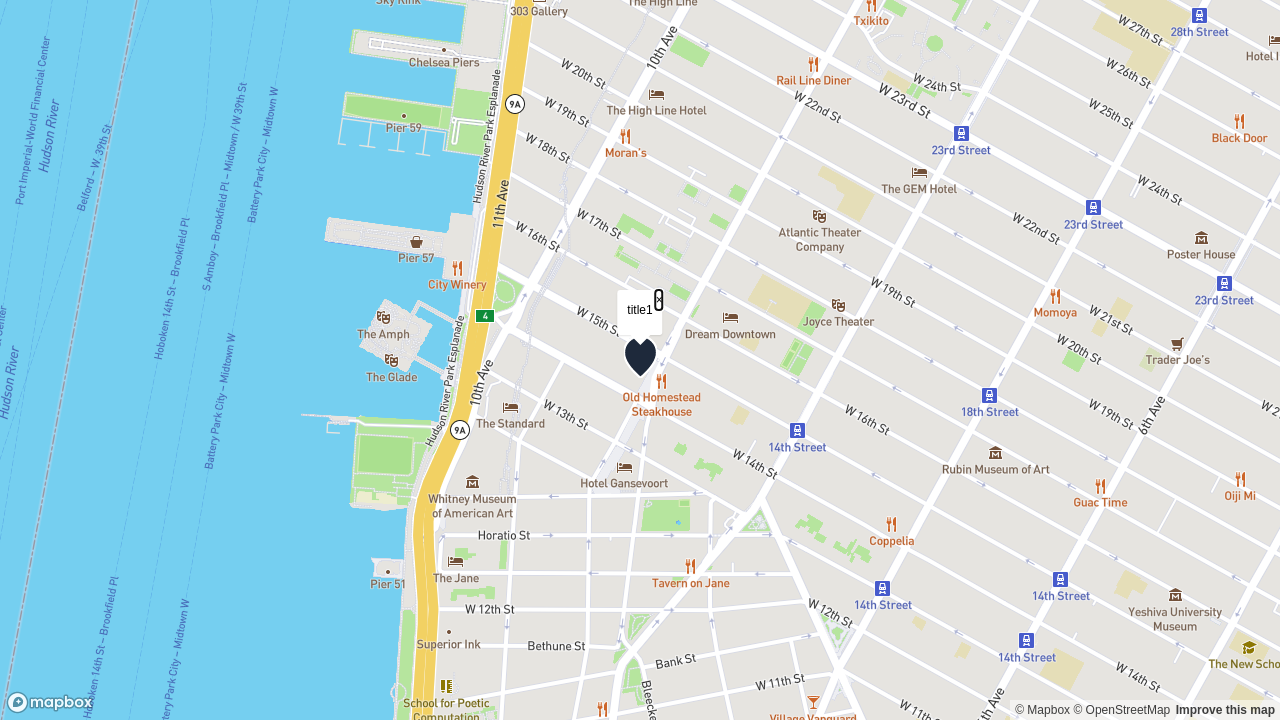 Sky Rink
303 Gallery
The High Line
Txikito
28th Street
W 27th St
Hotel I
Chelsea Piers
10th Ave
W 20th St
Rail Line Diner
W 24th St
W 26th St
Port Imperial-World Financial Center
Hudson River
Belford – W. 39th St
S Amboy – Brookfield Pl – Midtown / W 39th St
Battery Park City – Midtown W
Hudson River Park Esplanade
9A
W 19th St
The High Line Hotel
W 22nd St
W 23rd St
W 25th St
Pier 59
W 18th St
Moran's
23rd Street
Black Door
11th Ave
W 17th St
The GEM Hotel
W 24th St
23rd Street
W 22nd St
Atlantic Theater
Company
W 16th St
Pier 57
City Winery
Poster House
W 19th St
23rd Street
Hoboken 14th St – Brookfield Pl
4
title1
×
W 15th St
Dream Downtown
Joyce Theater
Momoya
W 21st St
The Amph
The Glade
Hudson River Park Esplanade
10th Ave
W 20th St
Trader Joe's
Hudson River
Battery Park City – Midtown W
Old Homestead
Steakhouse
The Standard
W 13th St
9A
14th Street
W 16th St
18th Street
W 19th St
6th Ave
W 14th St
Rubin Museum of Art
Hotel Gansevoort
Whitney Museum
of American Art
Guac Time
Oiji Mi
Horatio St
Coppelia
The Jane
Pier 51
Tavern on Jane
14th Street
14th Street
W 12th St
W 12th St
Yeshiva University
Museum
Hoboken 14th St – Brookfield Pl
Battery Park City – Midtown W
Superior Ink
Bethune St
Bank St
14th Street
W 14th St
The New School
W 11th St
School for Poetic
Computation
Village Vanguard
mapbox
© Mapbox © OpenStreetMap Improve this map